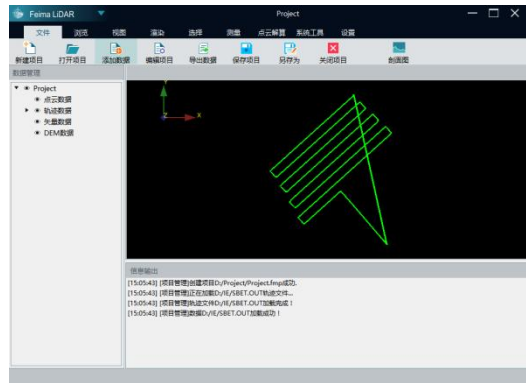 Feima LiDAR Project
文件 浏览 视图 渲染 选择 测量 点云解算 系统工具 设置
新建项目 打开项目 添加数据 编辑项目 导出数据 保存项目 另存为 关闭项目 剖面图
数据管理
Project
点云数据
轨迹数据
矢量数据
DEM数据
Y
Z X
信息输出
[15:05:43] [项目管理]创建项目D:/Project/Project.fmp成功.
[15:05:43] [项目管理]正在加载D:/IE/SBET.OUT轨迹文件...
[15:05:43] [项目管理]轨迹文件D:/IE/SBET.OUT加载完成！
[15:05:43] [项目管理]数据D:/IE/SBET.OUT加载成功！